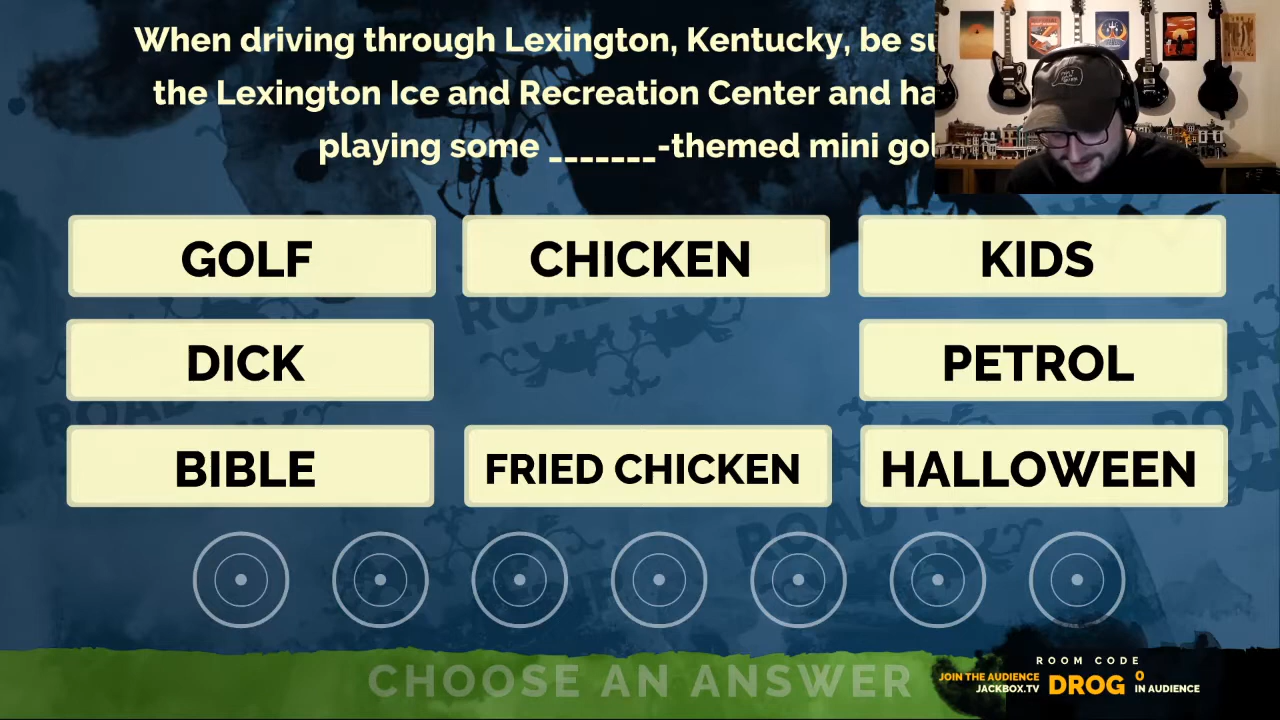 When driving through Lexington, Kentucky, be su
the Lexington Ice and Recreation Center and ha
playing some _______-themed mini gol
GOLF
CHICKEN
KIDS
DICK
PETROL
BIBLE
FRIED CHICKEN
HALLOWEEN
CHOOSE AN ANSWER
ROOM CODE
JOIN THE AUDIENCE
JACKBOX.TV
DROG
0
IN AUDIENCE